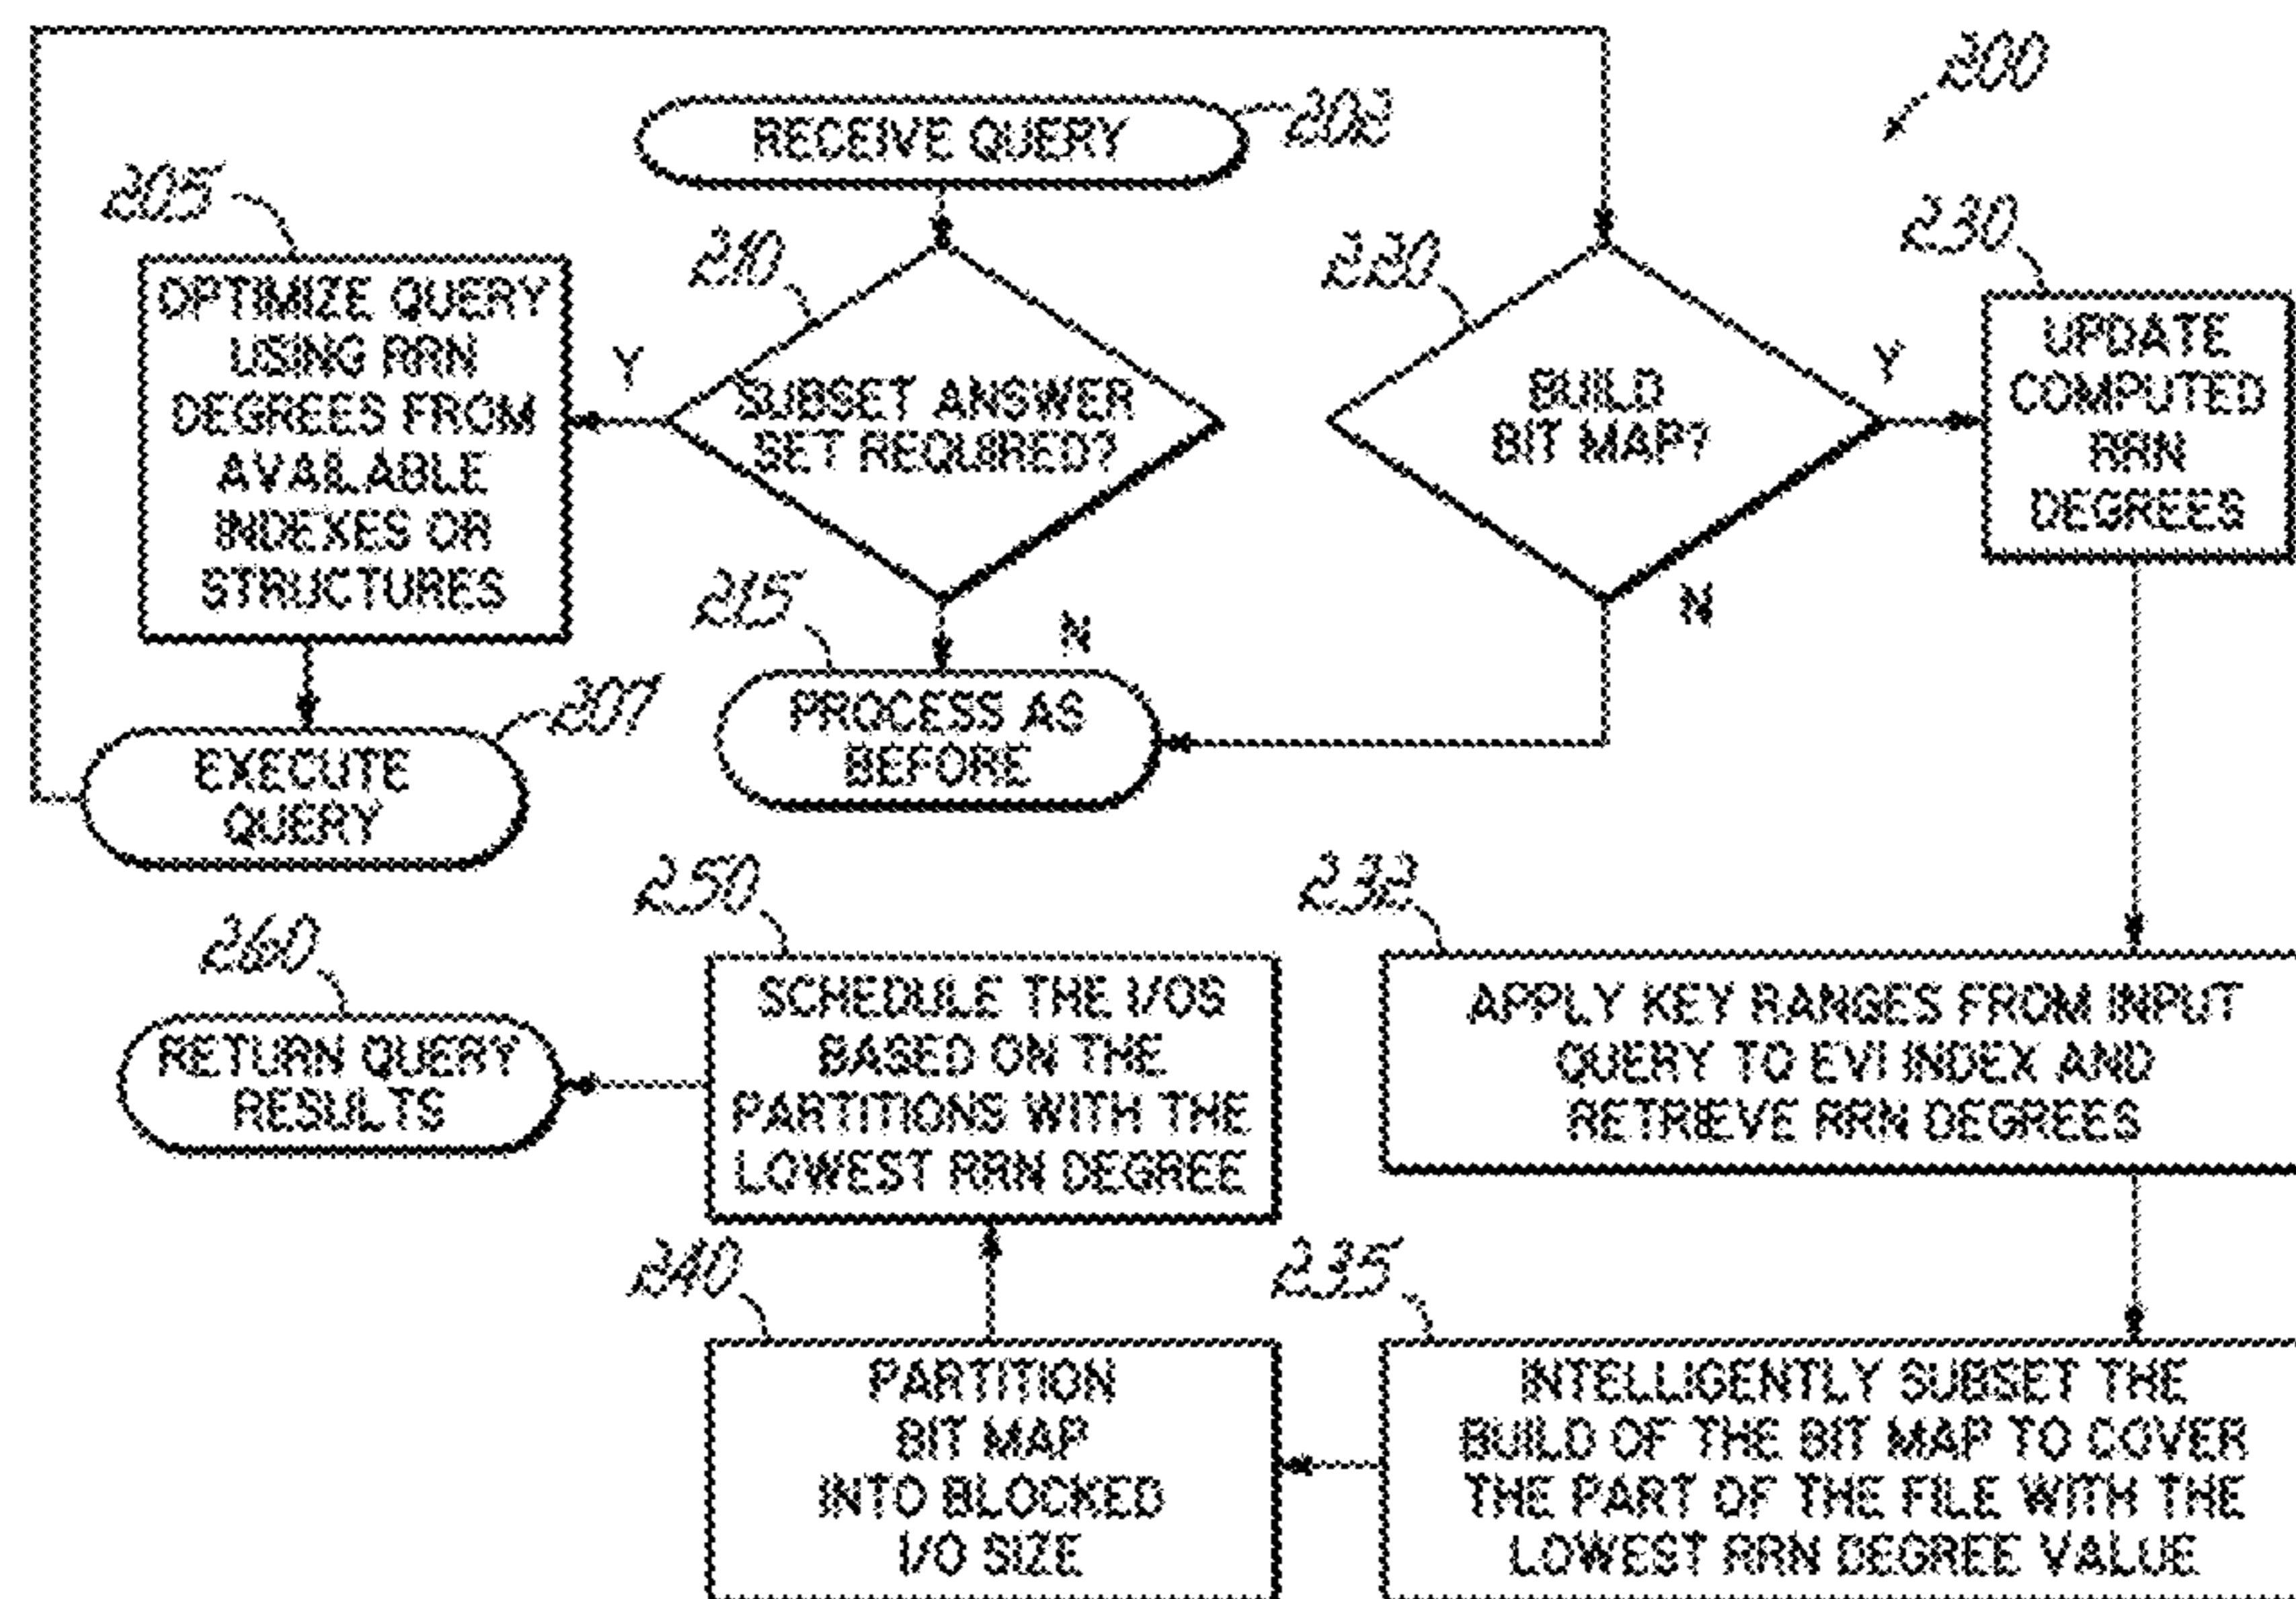 200
RECEIVE QUERY
202
205
OPTIMIZE QUERY
USING RRN
DEGREES FROM
AVAILABLE
INDEXES OR
STRUCTURES
Y
210
SUBSET ANSWER
SET REQUIRED?
N
220
BUILD
BIT MAP?
Y
N
230
UPDATE
COMPUTED
RRN
DEGREES
215
PROCESS AS
BEFORE
207
EXECUTE
QUERY
232
APPLY KEY RANGES FROM INPUT
QUERY TO EVI INDEX AND
RETRIEVE RRN DEGREES
250
SCHEDULE THE I/OS
BASED ON THE
PARTITIONS WITH THE
LOWEST RRN DEGREE
260
RETURN QUERY
RESULTS
240
PARTITION
BIT MAP
INTO BLOCKED
I/O SIZE
235
INTELLIGENTLY SUBSET THE
BUILD OF THE BIT MAP TO COVER
THE PART OF THE FILE WITH THE
LOWEST RRN DEGREE VALUE